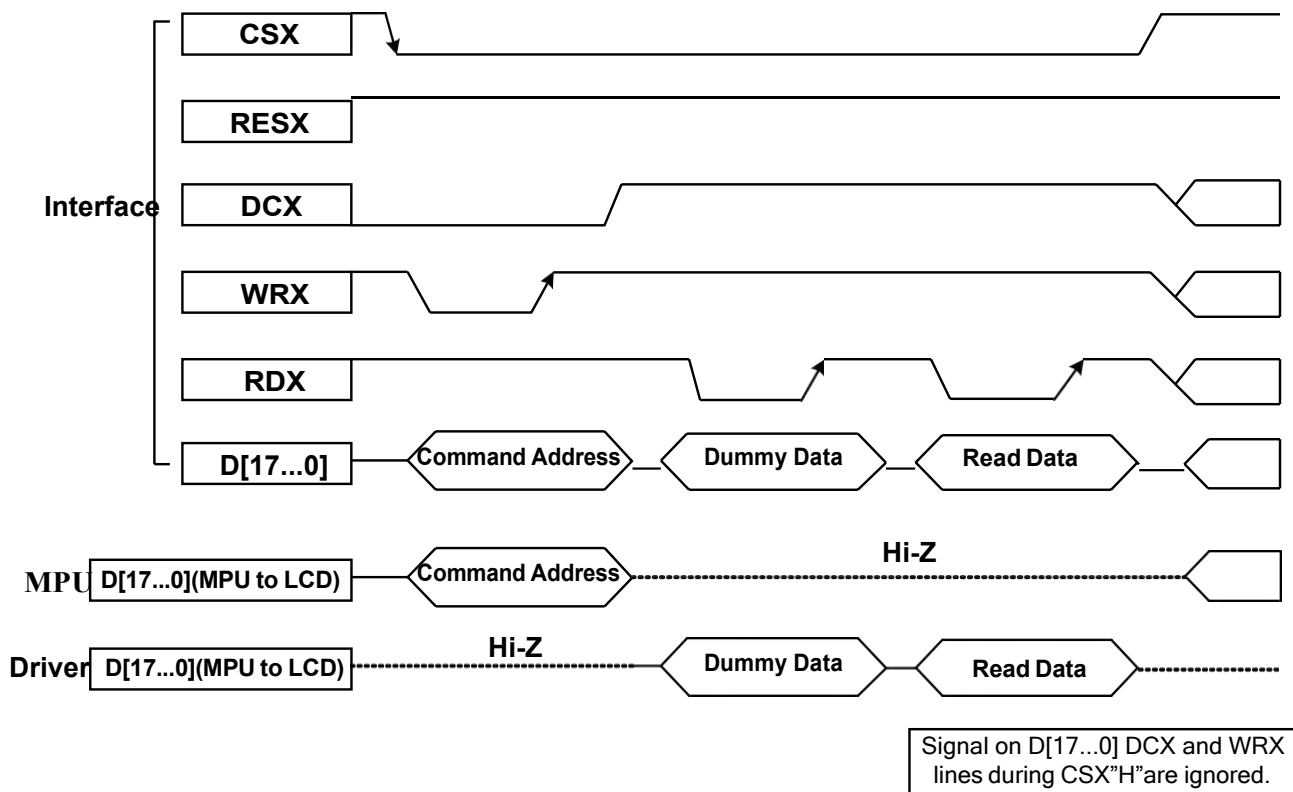 CSX
RESX
Interface
DCX
WRX
RDX
D[17...0]
Command Address
Dummy Data
Read Data
MPU
D[17...0](MPU to LCD)
Command Address
Hi-Z
Driver
D[17...0](MPU to LCD)
Hi-Z
Dummy Data
Read Data
Signal on D[17...0] DCX and WRX
lines during CSX”H”are ignored.